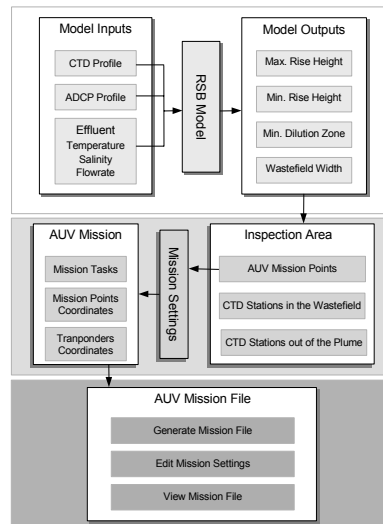 Model Inputs
CTD Profile
ADCP Profile
Effluent
Temperature
Salinity
Flowrate
RSB Model
Model Outputs
Max. Rise Height
Min. Rise Height
Min. Dilution Zone
Wastefield Width
AUV Mission
Mission Tasks
Mission Points
Coordinates
Tranponders
Coordinates
Mission Settings
Inspection Area
AUV Mission Points
CTD Stations in the Wastefield
CTD Stations out of the Plume
AUV Mission File
Generate Mission File
Edit Mission Settings
View Mission File